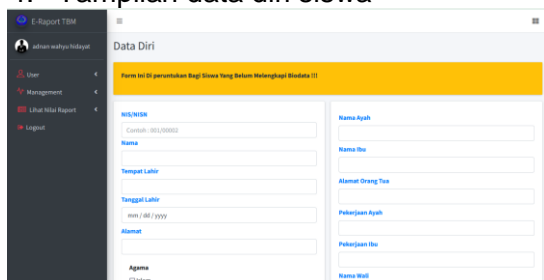 Tampilan data diri siswa
E-Raport TBM
adnan wahyu hidayat
User
Management
Lihat Nilai Raport
Logout
Data Diri
Form Ini Di peruntukan Bagi Siswa Yang Belum Melengkapi Biodata !!!
NIS/NISN
Contoh : 001/00002
Nama
Tempat Lahir
Tanggal Lahir
mm / dd / yyyy
Alamat
Agama
Nama Ayah
Nama Ibu
Alamat Orang Tua
Pekerjaan Ayah
Pekerjaan Ibu
Nama Wali